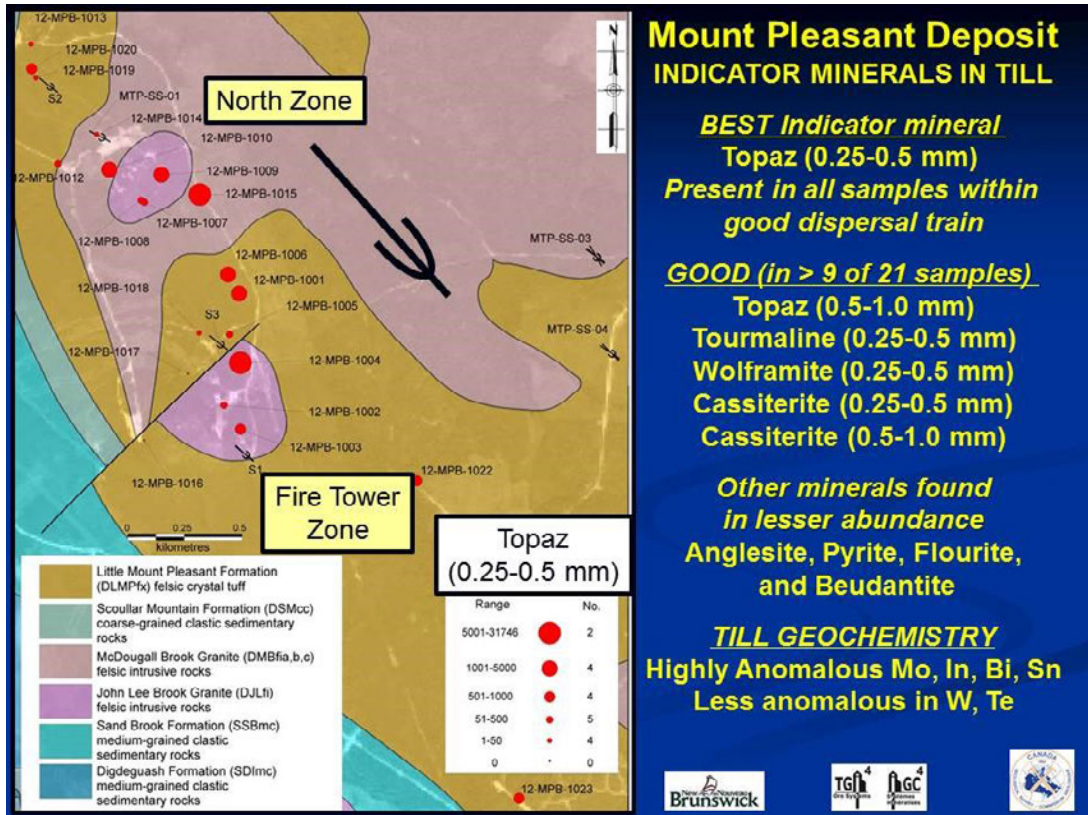 12-MPB-1013
12-MPB-1020
12-MPB-1019
S2
MTP-SS-01
North Zone
N
12-MPB-1014
12-MPB-1010
12-MPB-1012
12-MPB-1009
12-MPB-1015
12-MPB-1007
12-MPB-1008
12-MPB-1006
12-MPB-1018
12-MPB-1001
12-MPB-1005
S3
MTP-SS-03
MTP-SS-04
12-MPB-1017
12-MPB-1004
12-MPB-1002
12-MPB-1003
S1
12-MPB-1016
12-MPB-1022
Fire Tower
Zone
0 0.25 0.5
kilometres
Little Mount Pleasant Formation
(DLMPfx) felsic crystal tuff
Scoullar Mountain Formation (DSMcc)
coarse-grained clastic sedimentary
rocks
McDougall Brook Granite (DMBfia,b,c)
felsic intrusive rocks
John Lee Brook Granite (DJLfi)
felsic intrusive rocks
Sand Brook Formation (SSBmc)
medium-grained clastic
sedimentary rocks
Digdeguash Formation (SDImc)
medium-grained clastic
sedimentary rocks
Topaz
(0.25-0.5 mm)
Range No.
5001-31746 2
1001-5000 4
501-1000 4
51-500 5
1-50 4
0 0
12-MPB-1023
Mount Pleasant Deposit
INDICATOR MINERALS IN TILL
BEST Indicator mineral
Topaz (0.25-0.5 mm)
Present in all samples within
good dispersal train
GOOD (in > 9 of 21 samples)
Topaz (0.5-1.0 mm)
Tourmaline (0.25-0.5 mm)
Wolframite (0.25-0.5 mm)
Cassiterite (0.25-0.5 mm)
Cassiterite (0.5-1.0 mm)
Other minerals found
in lesser abundance
Anglesite, Pyrite, Flourite,
and Beudantite
TILL GEOCHEMISTRY
Highly Anomalous Mo, In, Bi, Sn
Less anomalous in W, Te
New Nouveau
Brunswick
CANADA